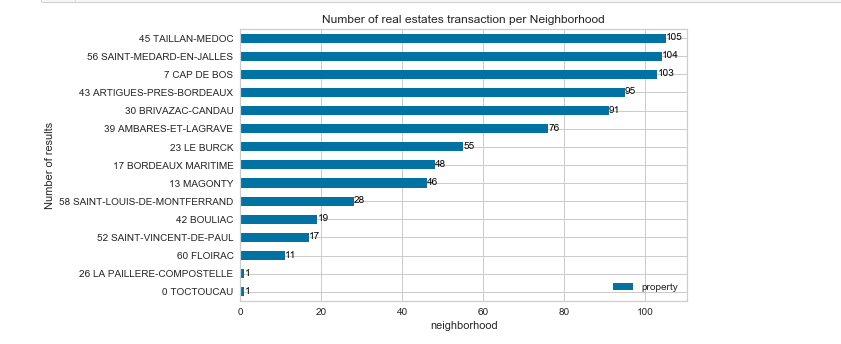 Number of real estates transaction per Neighborhood
45 TAILLAN-MEDOC 105
56 SAINT-MEDARD-EN-JALLES 104
7 CAP DE BOS 103
43 ARTIGUES-PRES-BORDEAUX 95
30 BRIVAZAC-CANDAU 91
39 AMBARES-ET-LAGRAVE 76
23 LE BURCK 55
17 BORDEAUX MARITIME 48
13 MAGONTY 46
58 SAINT-LOUIS-DE-MONTFERRAND 28
42 BOULIAC 19
52 SAINT-VINCENT-DE-PAUL 17
60 FLOIRAC 11
26 LA PAILLERE-COMPOSTELLE 1
0 TOCTOUCAU 1
Number of results
property
0 20 40 60 80 100
neighborhood